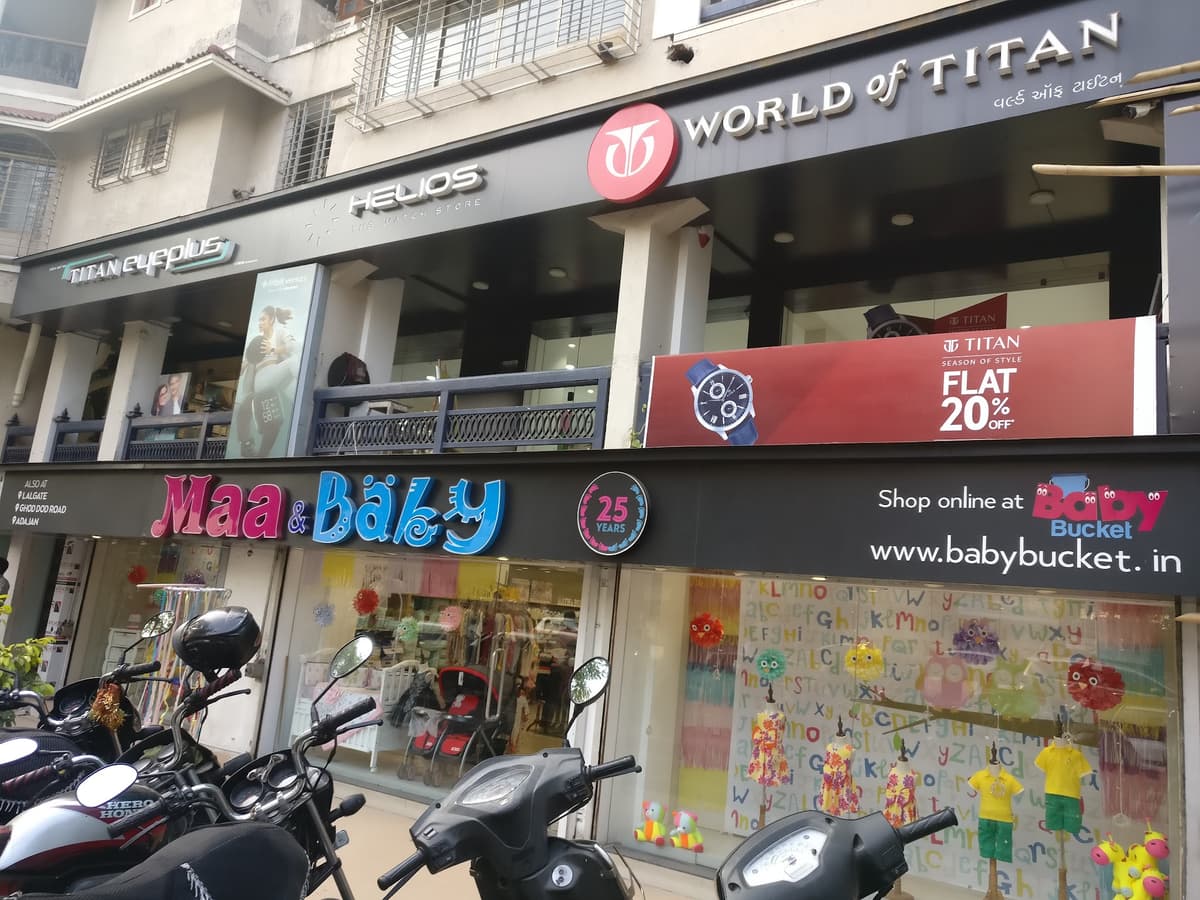 WORLD of TITAN
વર્લ્ડ ઑફ ટાઈટન
HELIOS
THE WATCH STORE
TITAN eyeplus
TITAN
TITAN
SEASON OF STYLE
FLAT
20%
OFF*
ALSO AT
LALGATE
GHOD DOD ROAD
ADAJAN
Maa & Baby
25
YEARS
Shop online at Baby
Bucket
www.babybucket.in
HERO
HONDA